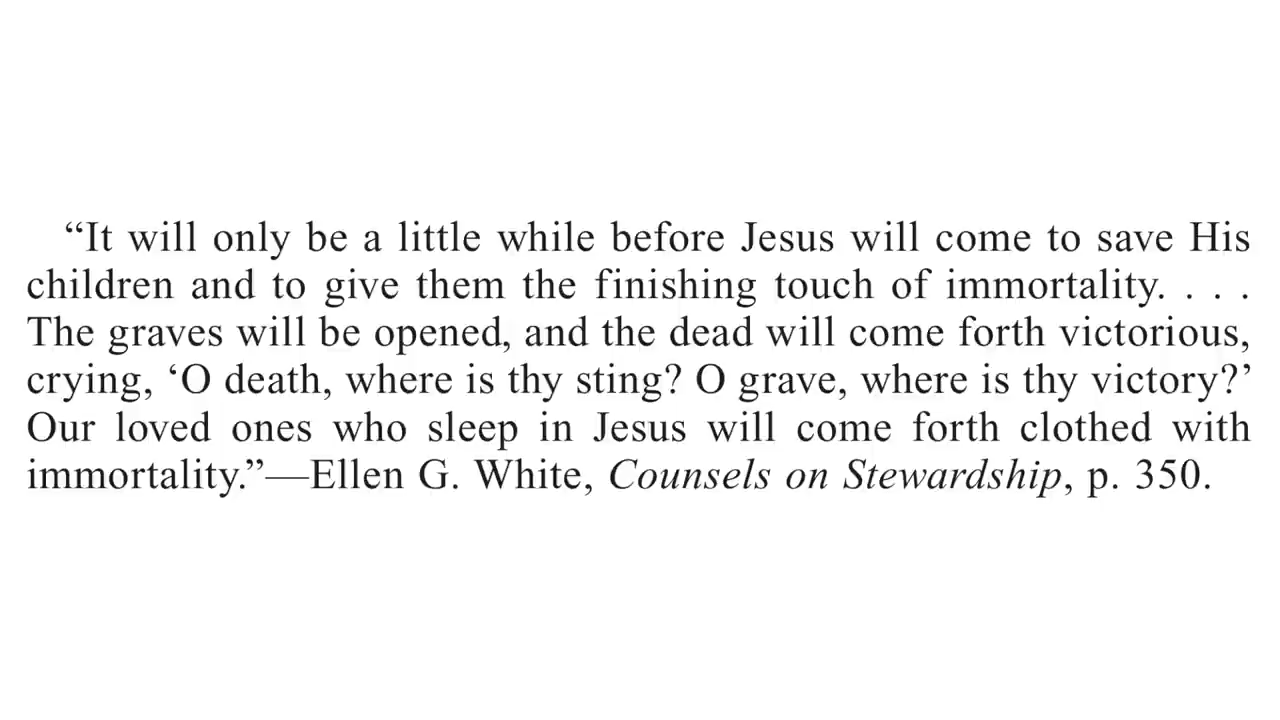 “It will only be a little while before Jesus will come to save His
children and to give them the finishing touch of immortality. . . .
The graves will be opened, and the dead will come forth victorious,
crying, ‘O death, where is thy sting? O grave, where is thy victory?’
Our loved ones who sleep in Jesus will come forth clothed with
immortality.”—Ellen G. White, Counsels on Stewardship, p. 350.